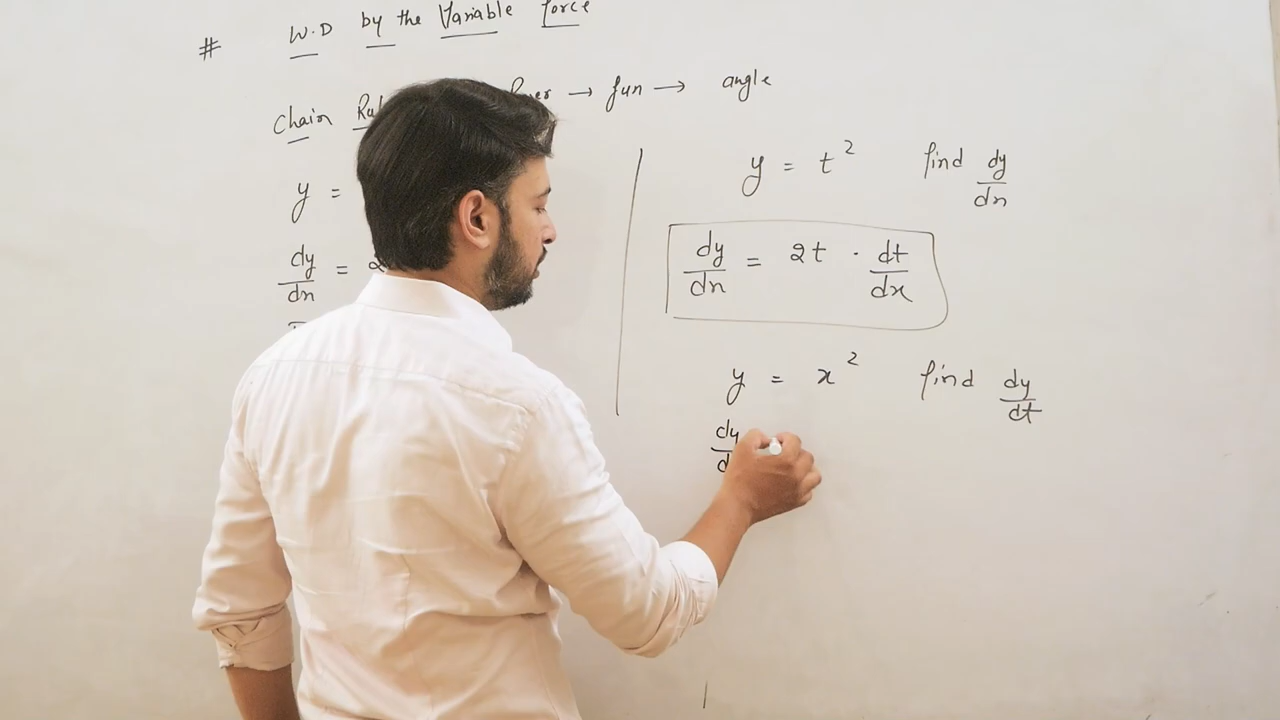 # W.D by the Variable force
Chain → fun → angle
y =
dy/dn =
y = t² find dy/dn
dy/dn = 2t · dt/dx
y = x² find dy/dt
dy